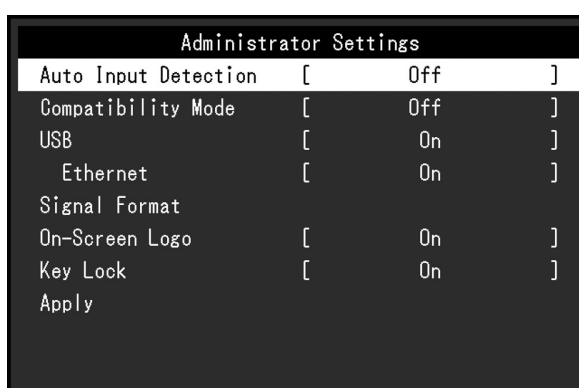 Administrator Settings
Auto Input Detection [ Off ]
Compatibility Mode [ Off ]
USB [ On ]
Ethernet [ On ]
Signal Format
On-Screen Logo [ On ]
Key Lock [ On ]
Apply